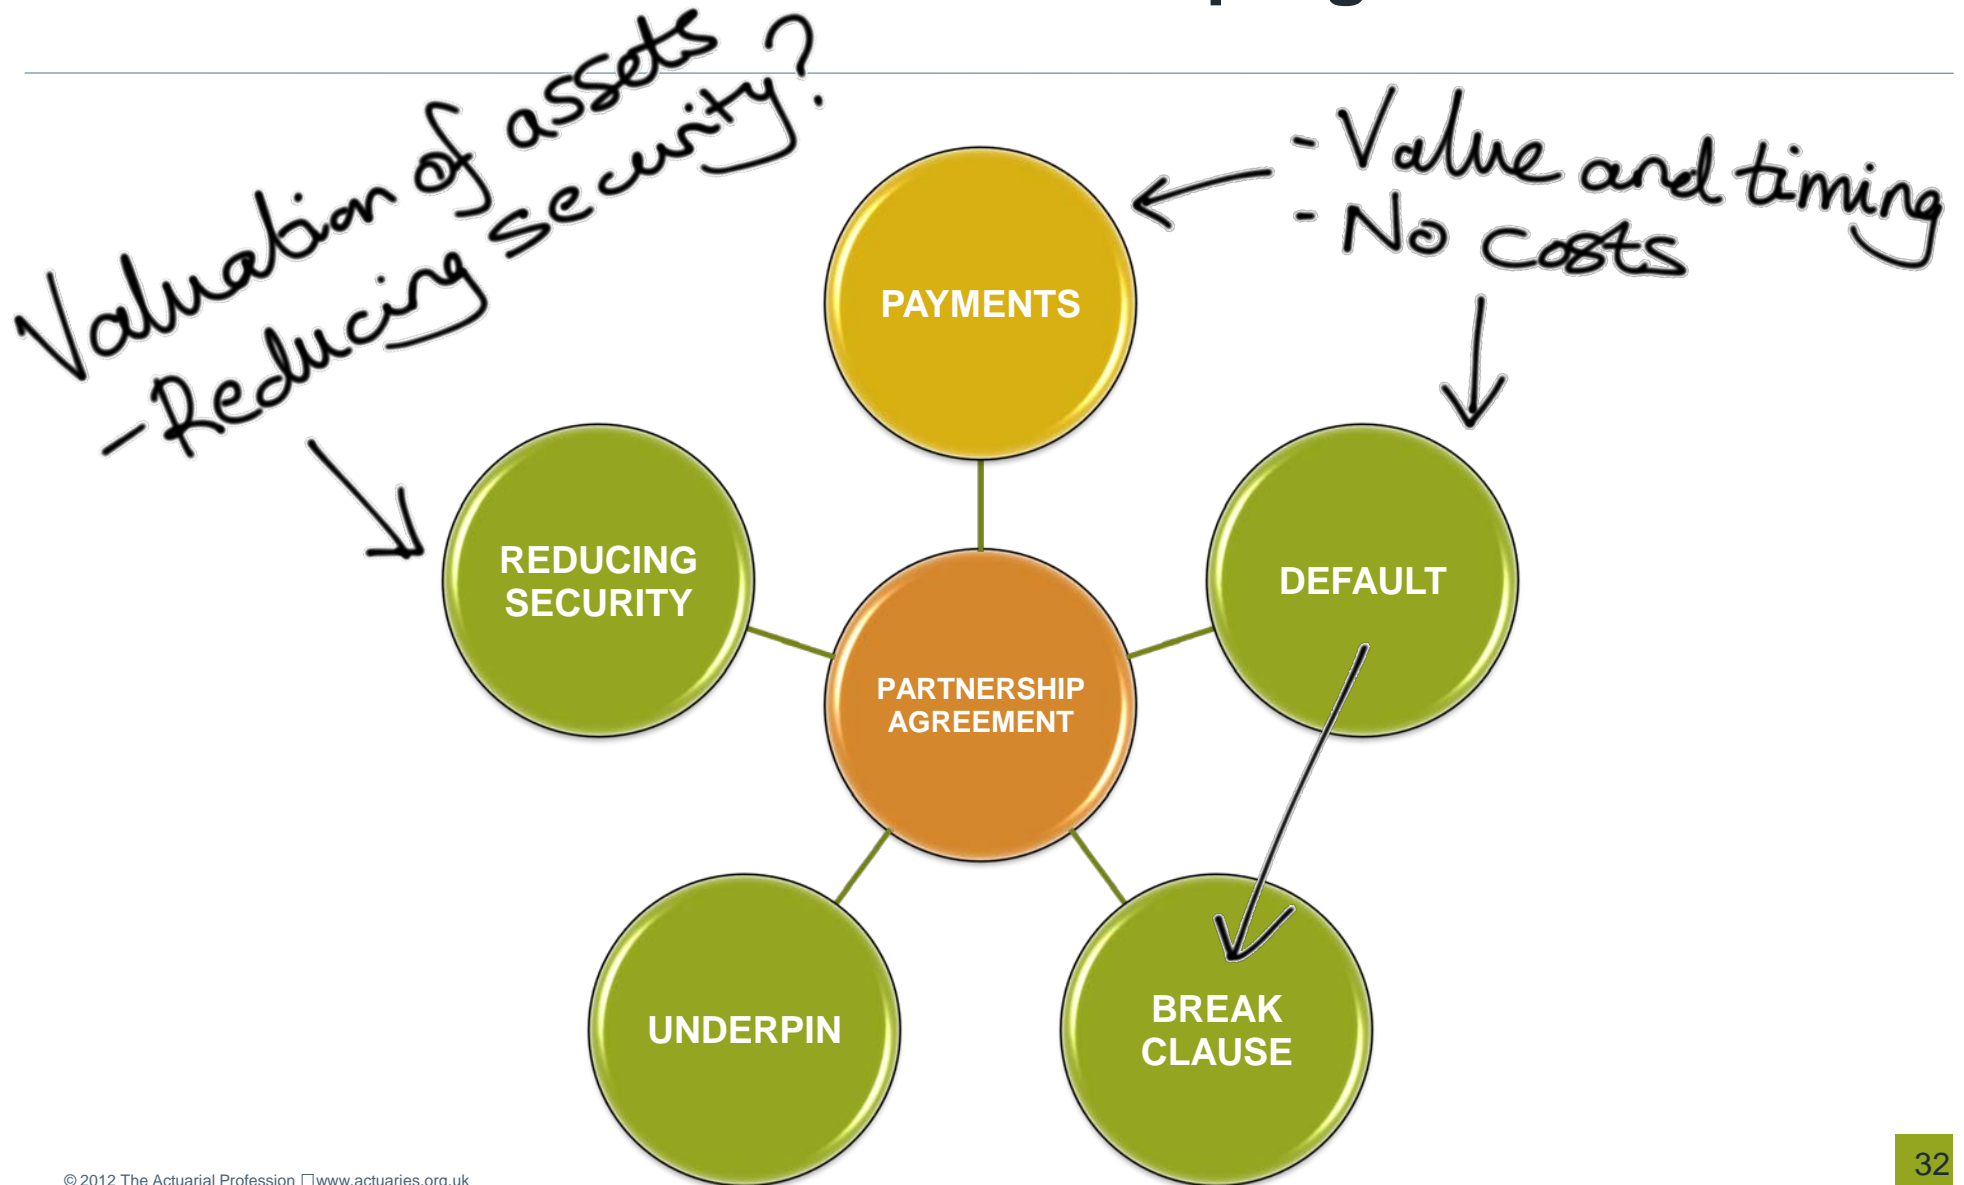 Valuation of assets
- Reducing security?
- Value and timing
- No costs
PAYMENTS
REDUCING
SECURITY
DEFAULT
PARTNERSHIP
AGREEMENT
UNDERPIN
BREAK
CLAUSE
© 2012 The Actuarial Profession □ www.actuaries.org.uk
32